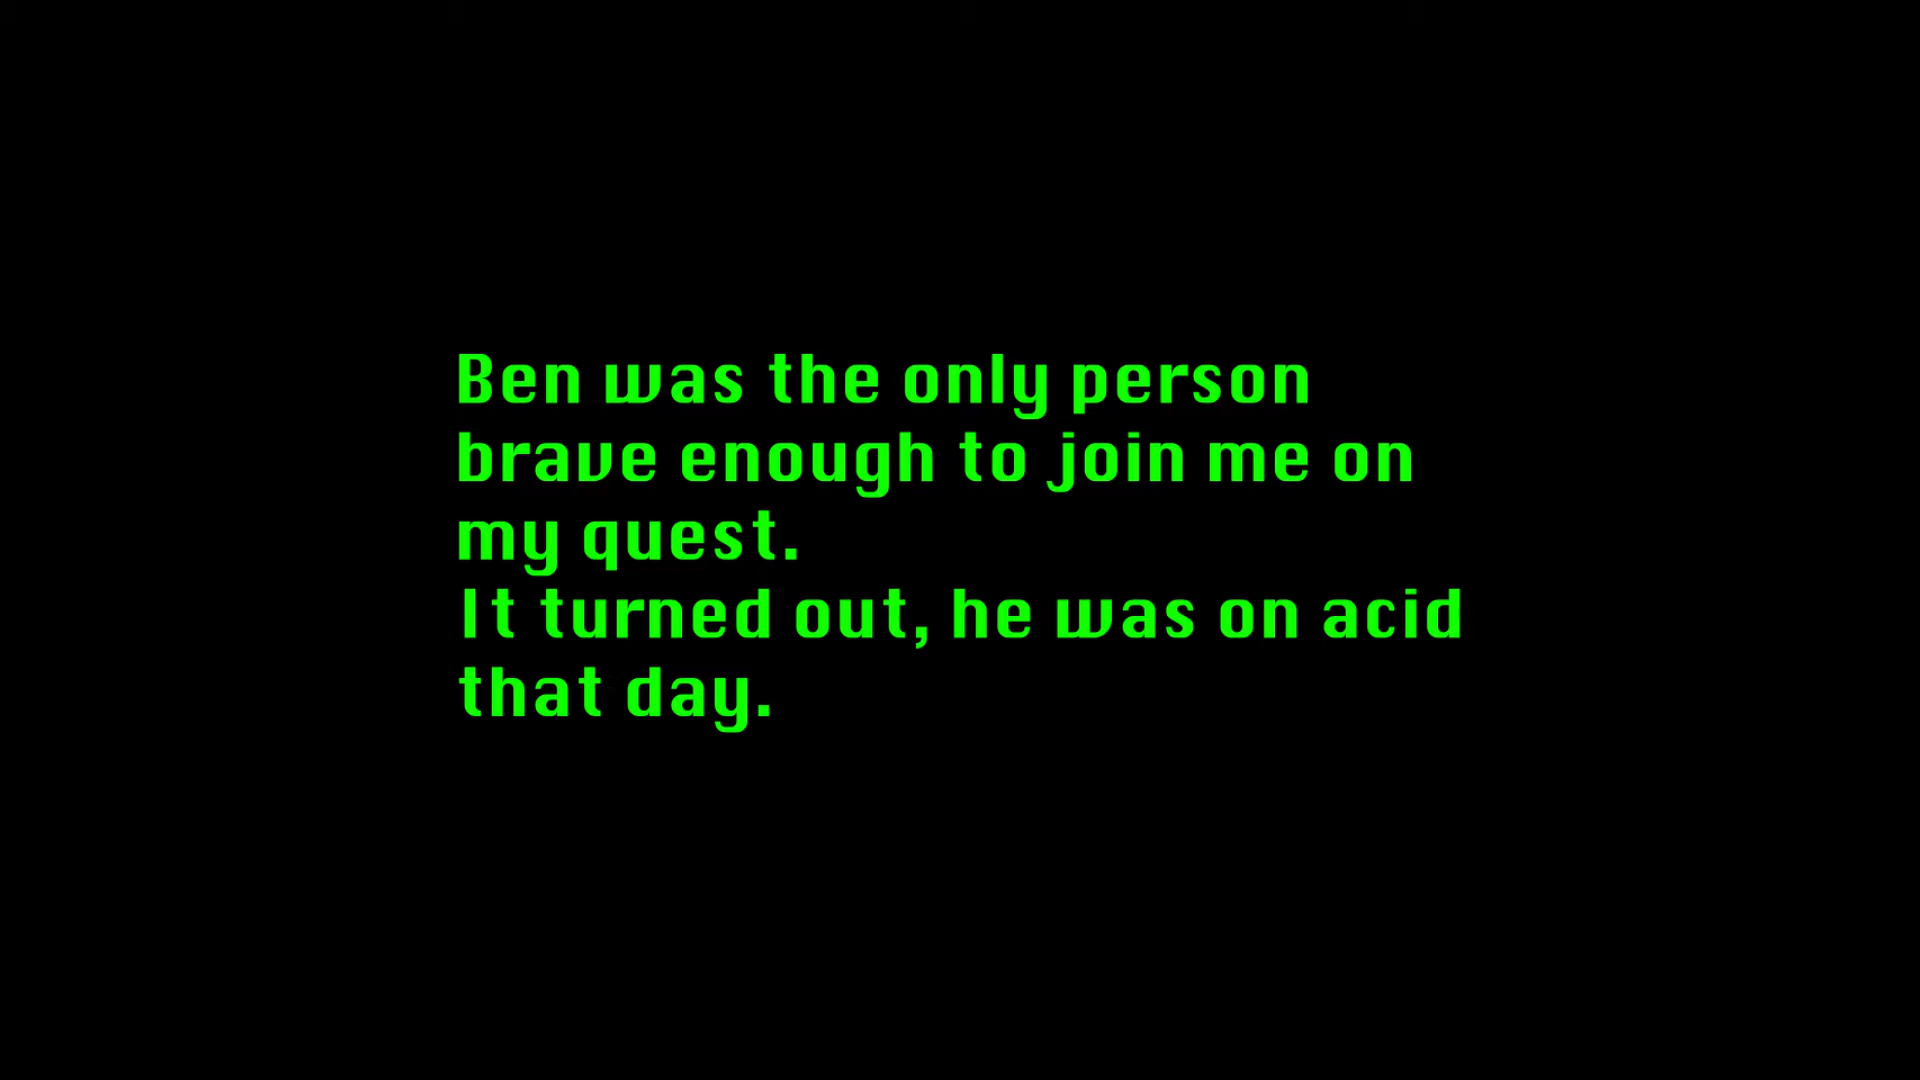 Ben was the only person
brave enough to join me on
my quest.
It turned out, he was on acid
that day.